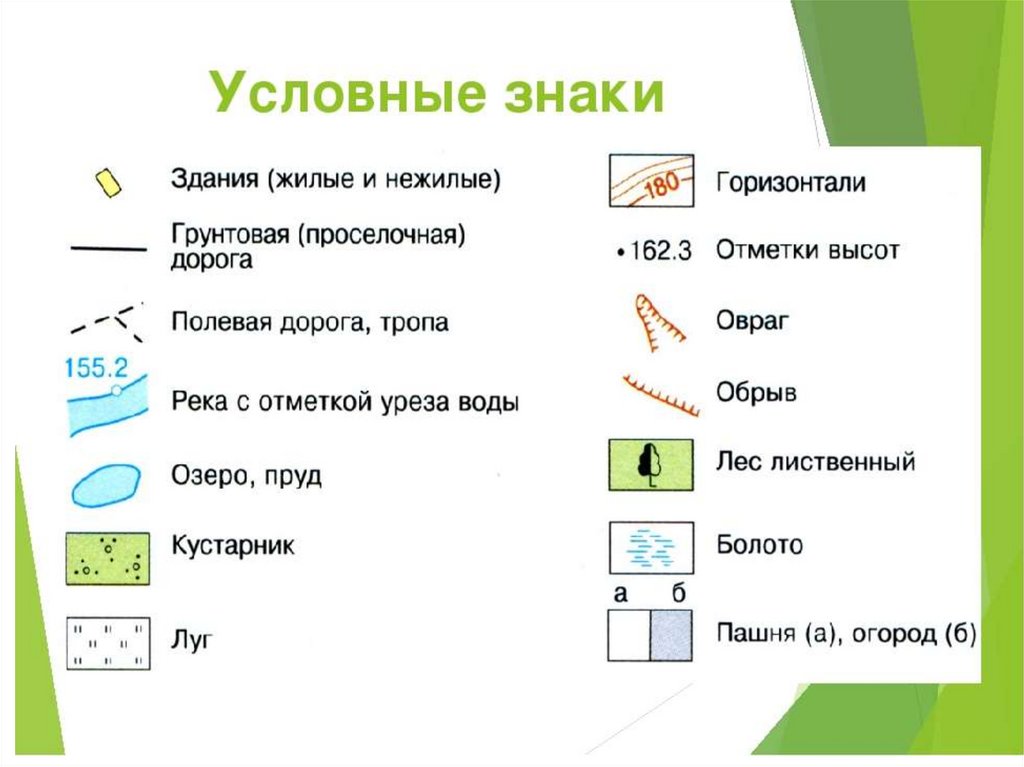 Условные знаки
Здания (жилые и нежилые)
Грунтовая (проселочная)
дорога
Полевая дорога, тропа
155.2
Река с отметкой уреза воды
Озеро, пруд
Кустарник
Луг
180
Горизонтали
162.3
Отметки высот
Овраг
Обрыв
Лес лиственный
Болото
а б
Пашня (а), огород (б)